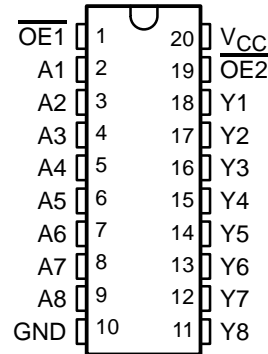 O̅E̅1̅ 1 20 VCC
A1 2 19 O̅E̅2̅
A2 3 18 Y1
A3 4 17 Y2
A4 5 16 Y3
A5 6 15 Y4
A6 7 14 Y5
A7 8 13 Y6
A8 9 12 Y7
GND 10 11 Y8